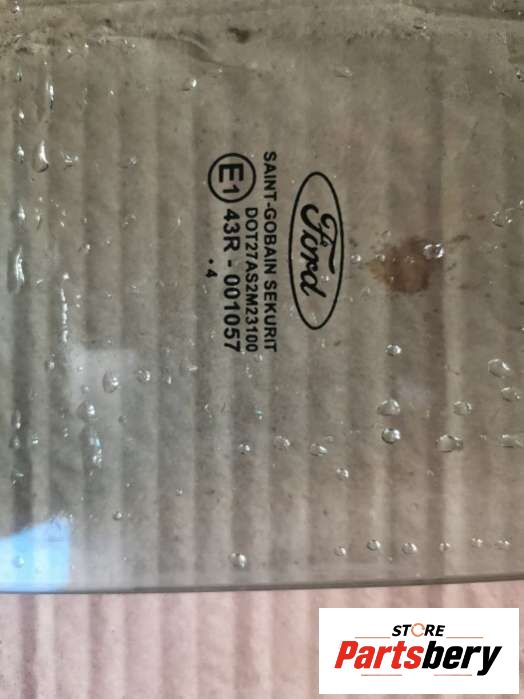 Ford
SAINT-GOBAIN SEKURIT
DOT27AS2M23100
E1 43R - 001057
• 4
STORE
Partsbery